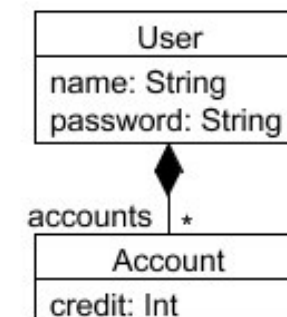 User
name: String
password: String
accounts *
Account
credit: Int